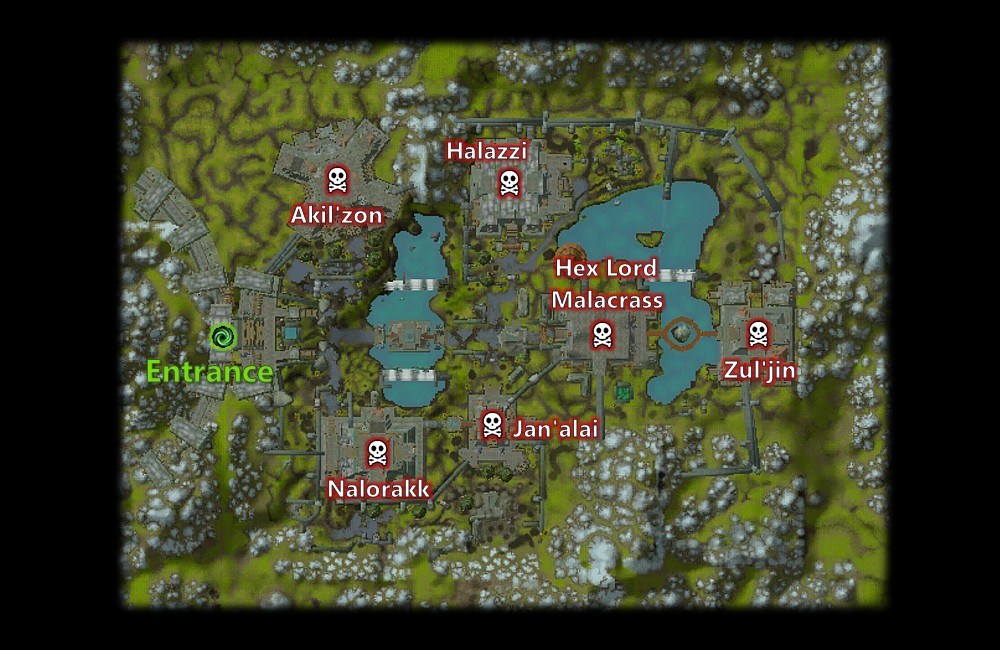 Halazzi
Akil'zon
Hex Lord
Malacrass
Entrance
Zul'jin
Jan'alai
Nalorakk